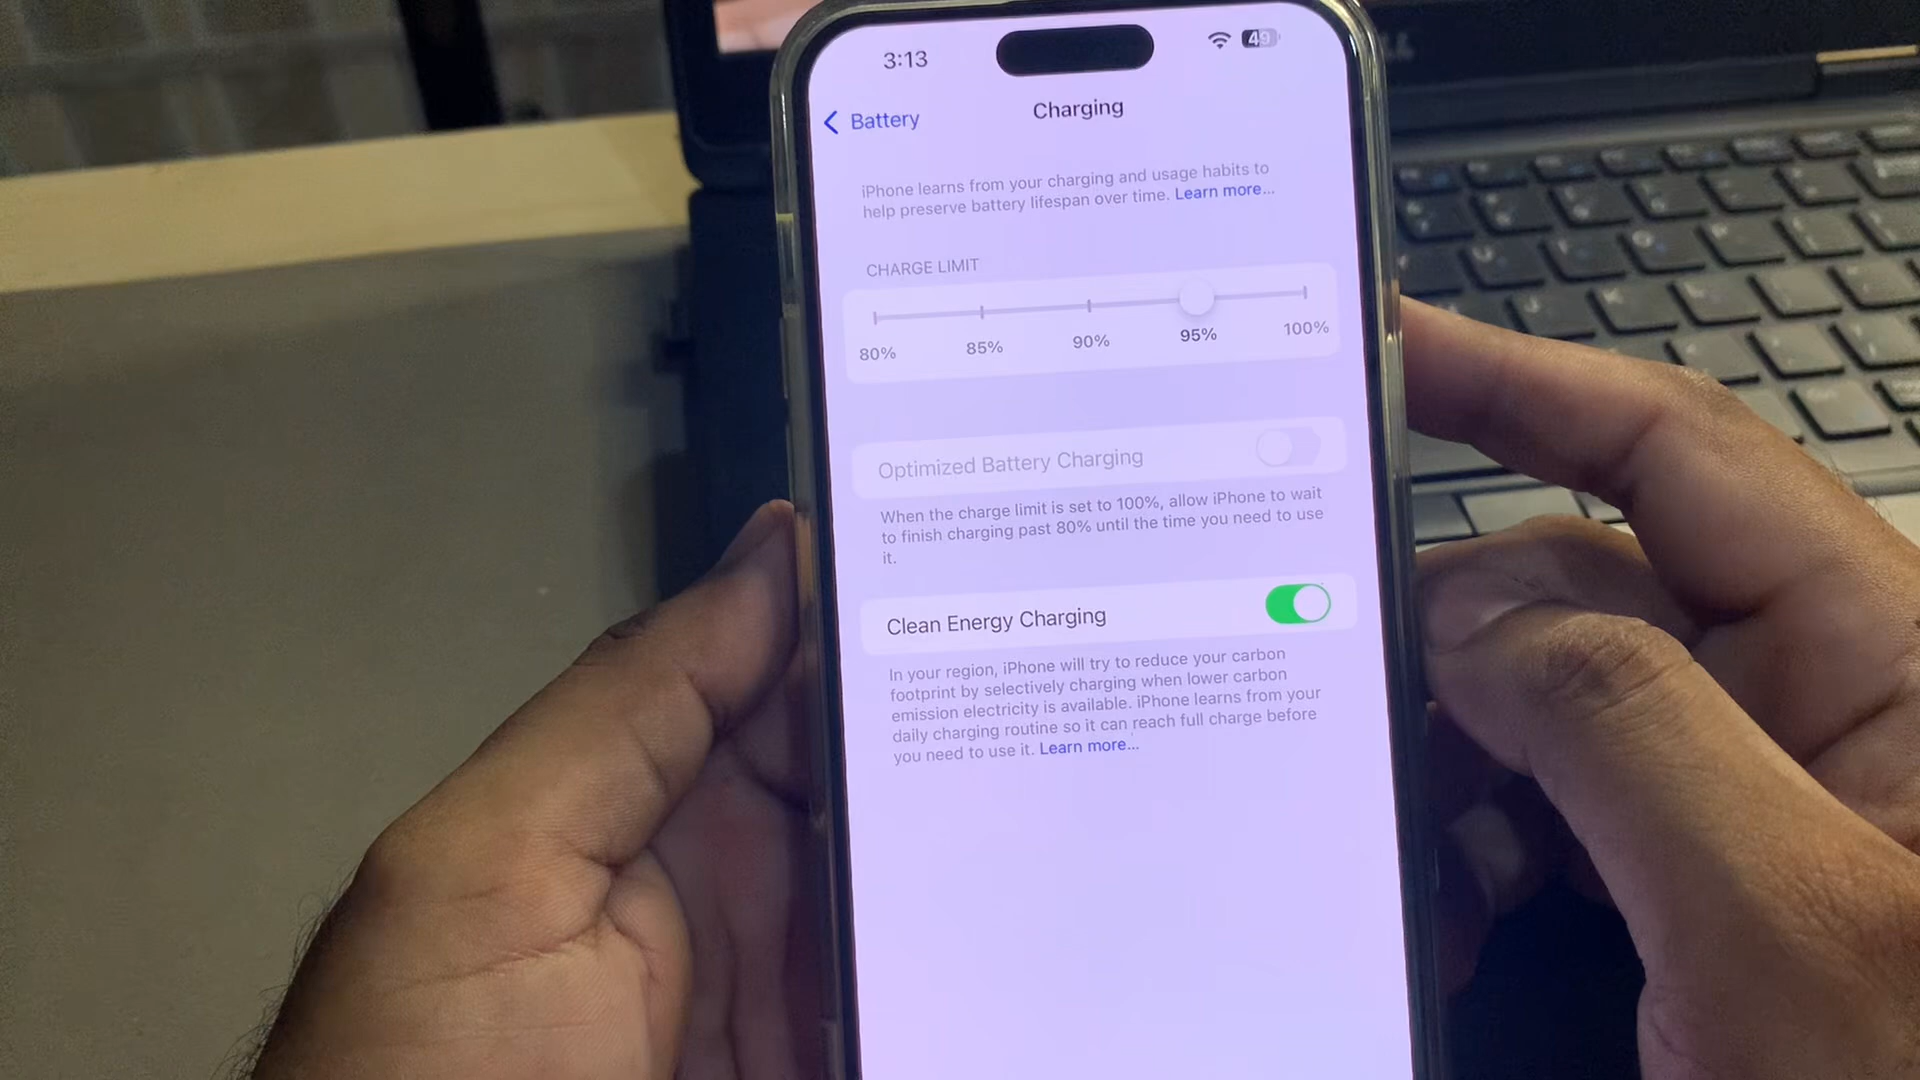 3:13
49
Battery
Charging
iPhone learns from your charging and usage habits to
help preserve battery lifespan over time. Learn more...
CHARGE LIMIT
80% 85% 90% 95% 100%
Optimized Battery Charging
When the charge limit is set to 100%, allow iPhone to wait
to finish charging past 80% until the time you need to use
it.
Clean Energy Charging
In your region, iPhone will try to reduce your carbon
footprint by selectively charging when lower carbon
emission electricity is available. iPhone learns from your
daily charging routine so it can reach full charge before
you need to use it. Learn more...